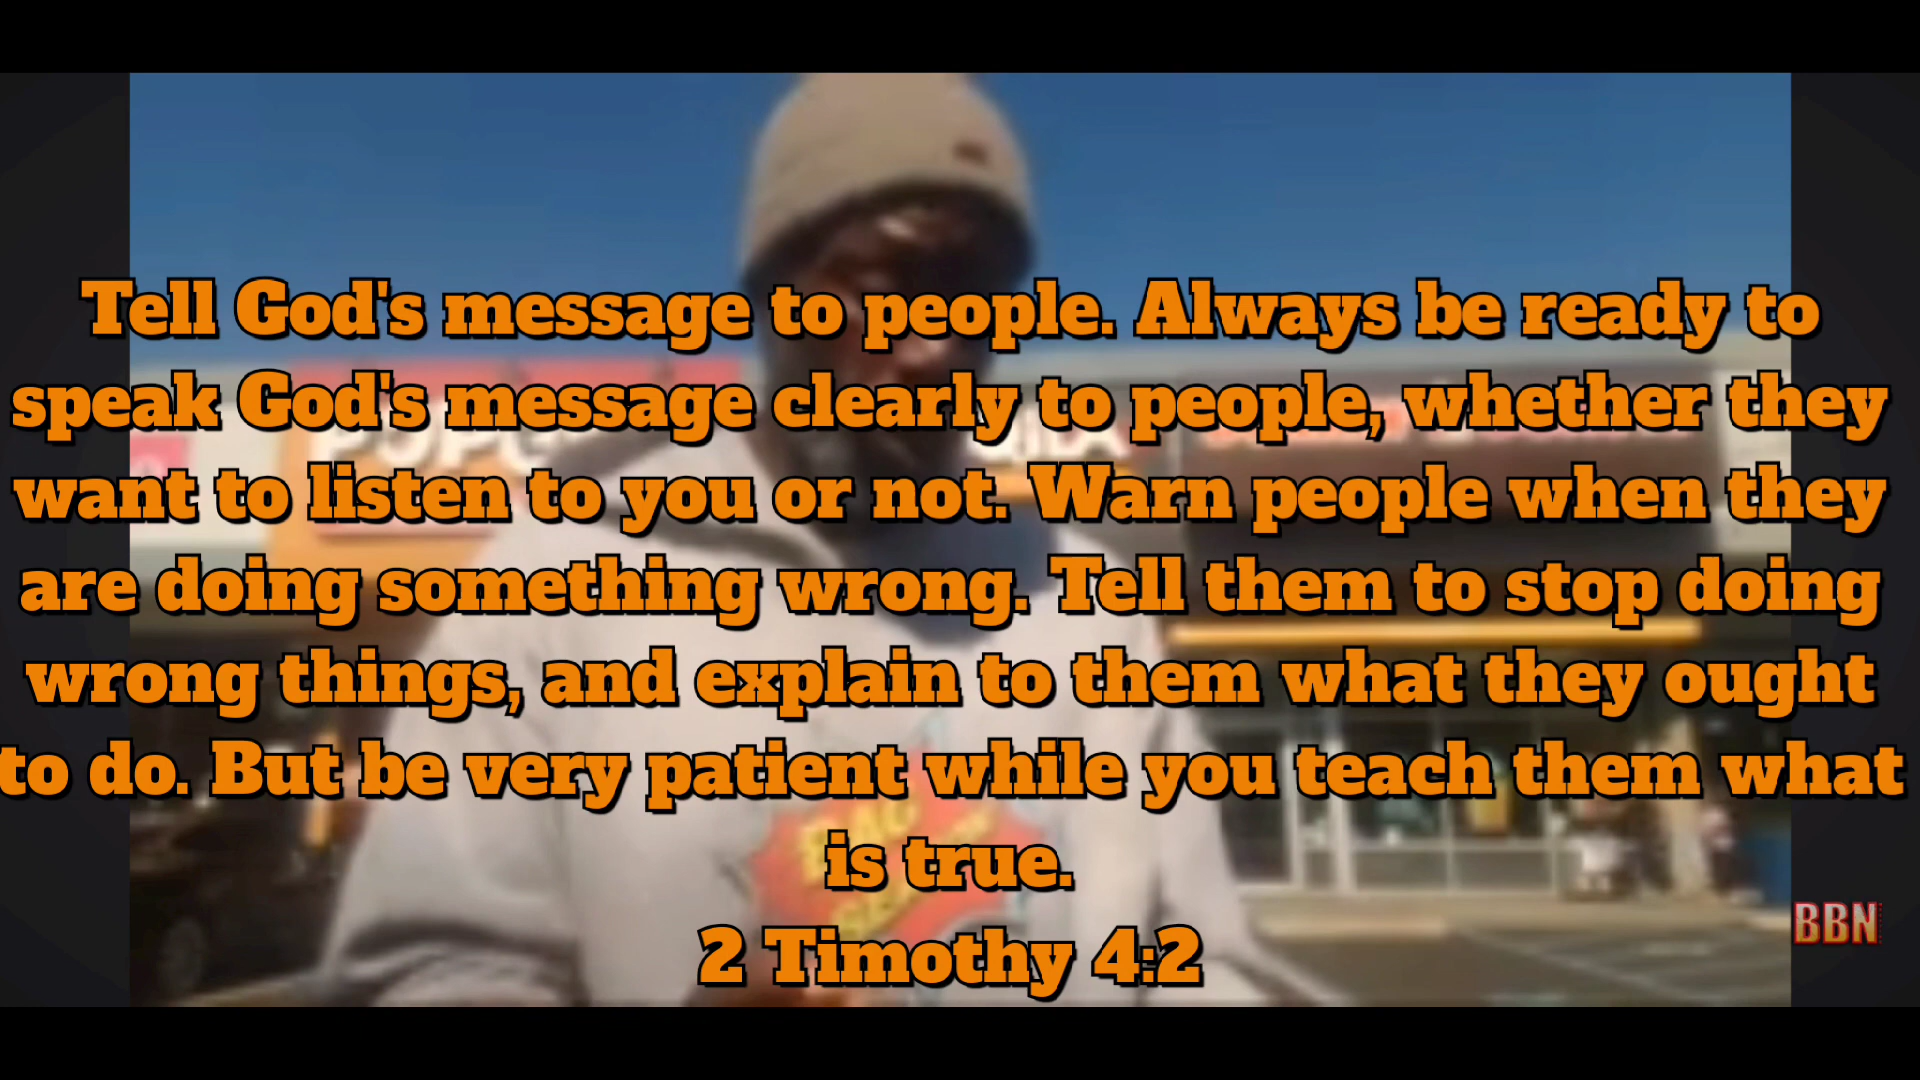 Tell God's message to people. Always be ready to
speak God's message clearly to people, whether they
want to listen to you or not. Warn people when they
are doing something wrong. Tell them to stop doing
wrong things, and explain to them what they ought
to do. But be very patient while you teach them what
is true.
2 Timothy 4:2
BBN